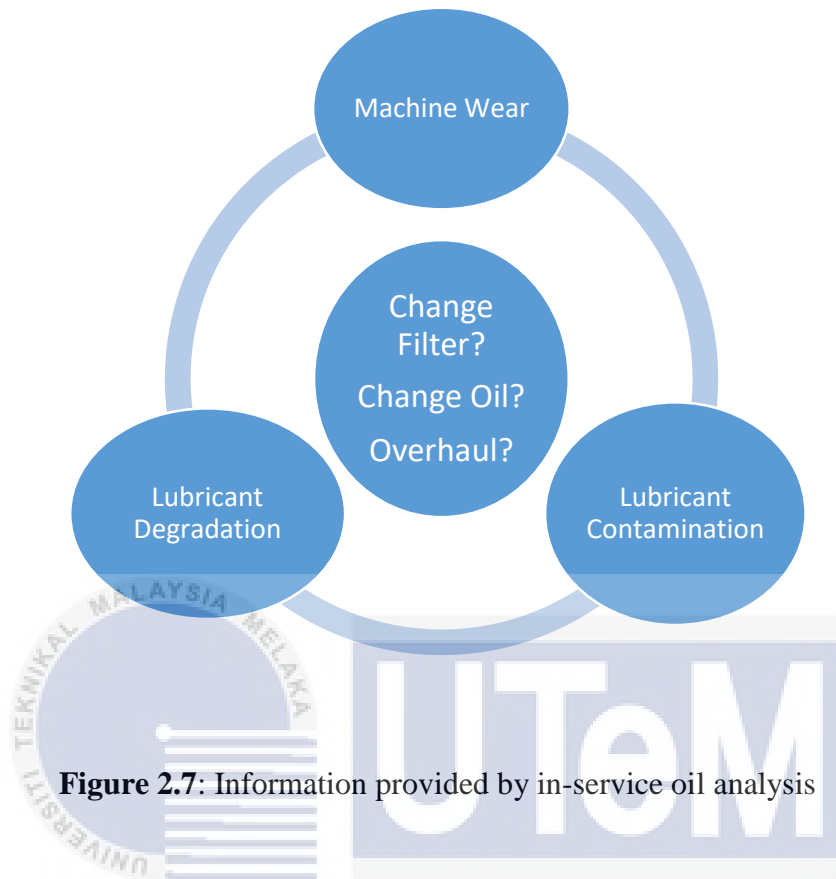 Machine Wear
Change
Filter?
Change Oil?
Overhaul?
Lubricant
Degradation
Lubricant
Contamination
UNIVERSITI TEKNIKAL MALAYSIA MELAKA
UTeM
Figure 2.7: Information provided by in-service oil analysis